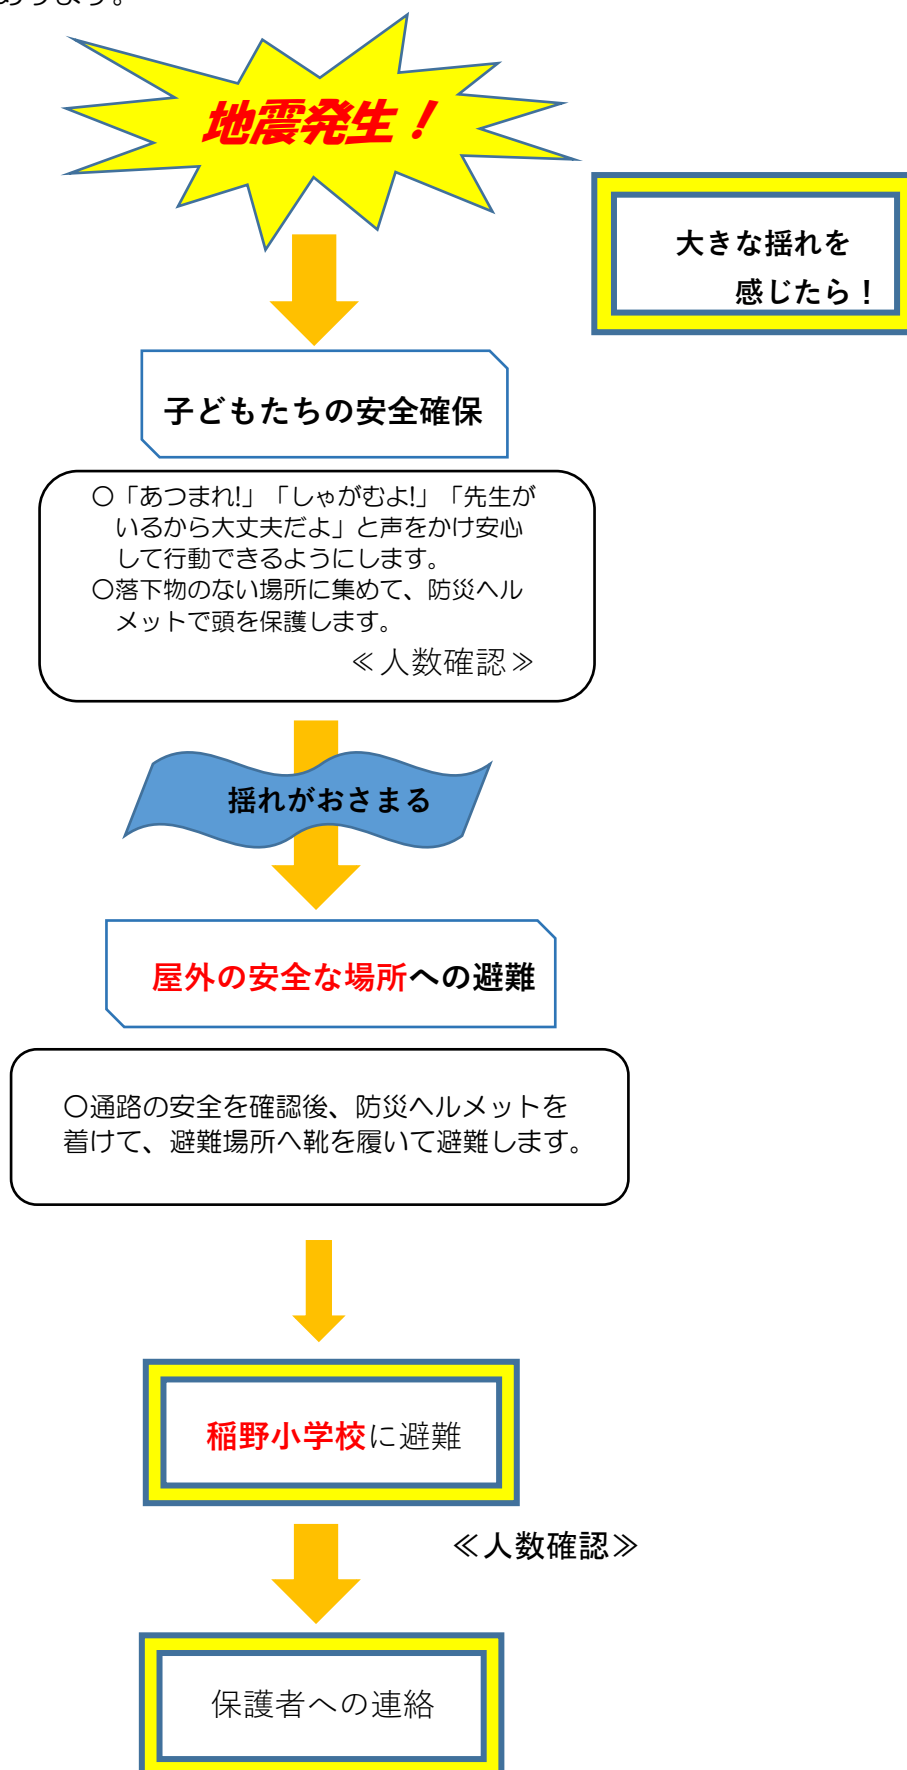 あります。
地震発生！
大きな揺れを
感じたら！
子どもたちの安全確保
〇「あつまれ!」「しゃがむよ!」「先生が
いるから大丈夫だよ」と声をかけ安心
して行動できるようにします。
〇落下物のない場所に集めて、防災ヘル
メットで頭を保護します。
≪人数確認≫
揺れがおさまる
屋外の安全な場所への避難
〇通路の安全を確認後、防災ヘルメットを
着けて、避難場所へ靴を履いて避難します。
稲野小学校に避難
≪人数確認≫
保護者への連絡